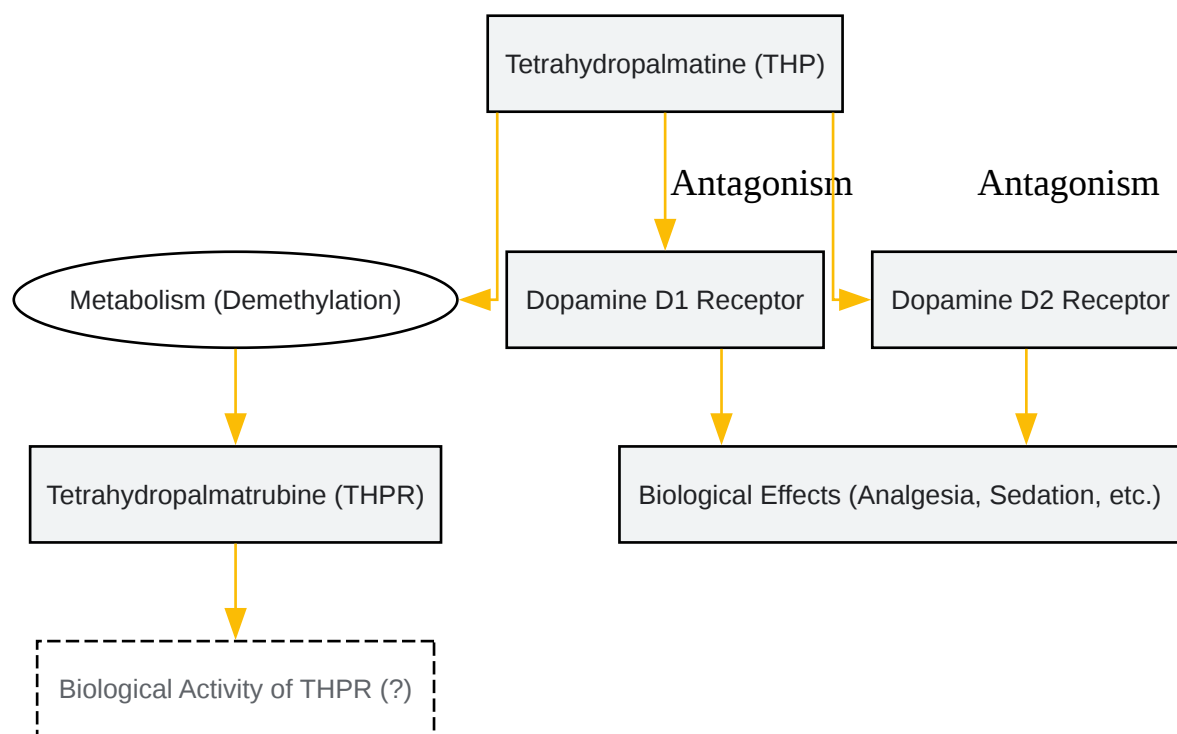 Tetrahydropalmatine (THP)
Antagonism
Antagonism
Metabolism (Demethylation)
Dopamine D1 Receptor
Dopamine D2 Receptor
Tetrahydropalmatrubine (THPR)
Biological Effects (Analgesia, Sedation, etc.)
Biological Activity of THPR (?)